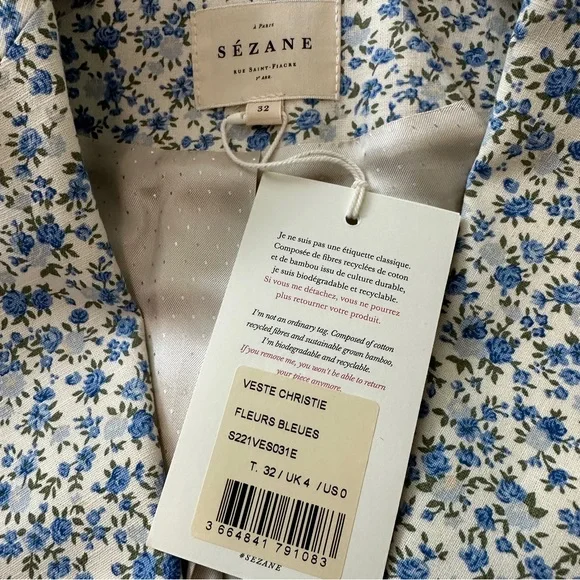 à Paris
SÉZANE
RUE SAINT-FIACRE
1er ARR.
32
Je ne suis pas une étiquette classique.
Composée de fibres recyclées de coton
et de bambou issu de culture durable,
je suis biodégradable et recyclable.
Si vous me détachez, vous ne pourrez
plus retourner votre produit.
I'm not an ordinary tag. Composed of cotton
recycled fibres and sustainable grown bamboo,
I'm biodegradable and recyclable.
If you remove me, you won't be able to return
your piece anymore.
VESTE CHRISTIE
FLEURS BLEUES
S221VES031E
T. 32 / UK 4 / US 0
3 664841 791083
#SEZANE